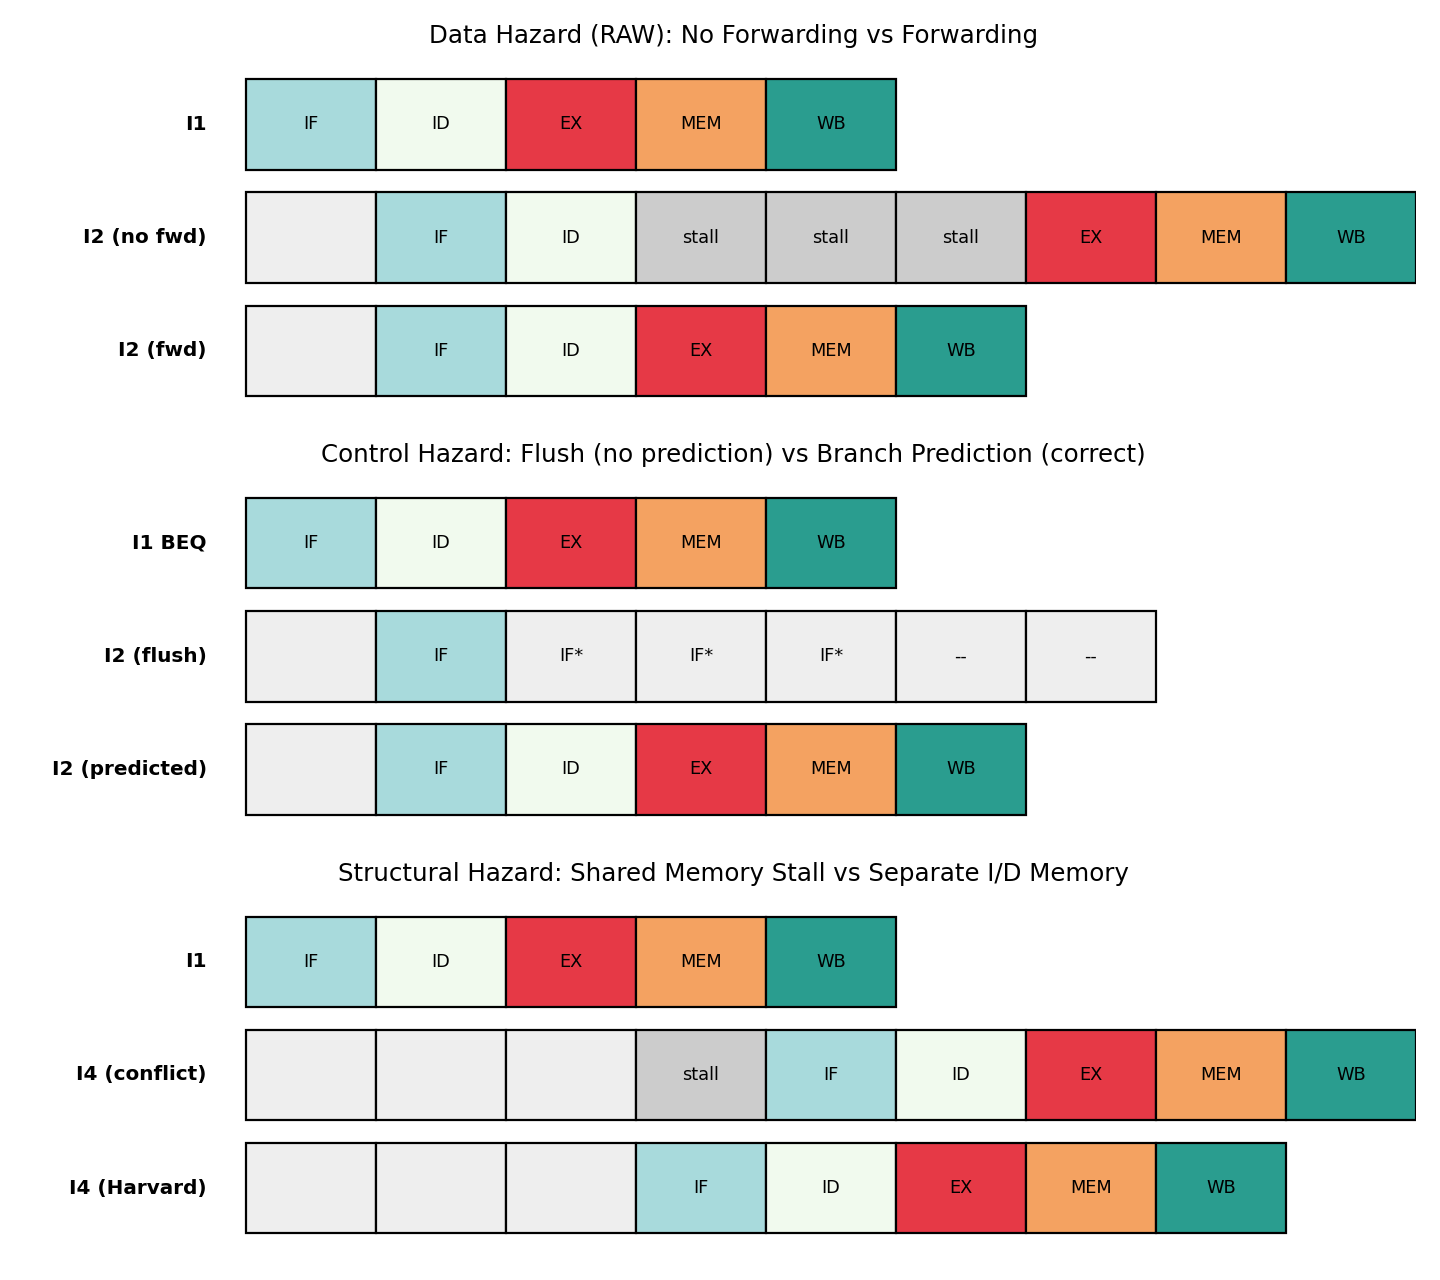 Data Hazard (RAW): No Forwarding vs Forwarding
I1 IF ID EX MEM WB
I2 (no fwd) IF ID stall stall stall EX MEM WB
I2 (fwd) IF ID EX MEM WB
Control Hazard: Flush (no prediction) vs Branch Prediction (correct)
I1 BEQ IF ID EX MEM WB
I2 (flush) IF IF* IF* IF* -- --
I2 (predicted) IF ID EX MEM WB
Structural Hazard: Shared Memory Stall vs Separate I/D Memory
I1 IF ID EX MEM WB
I4 (conflict) stall IF ID EX MEM WB
I4 (Harvard) IF ID EX MEM WB